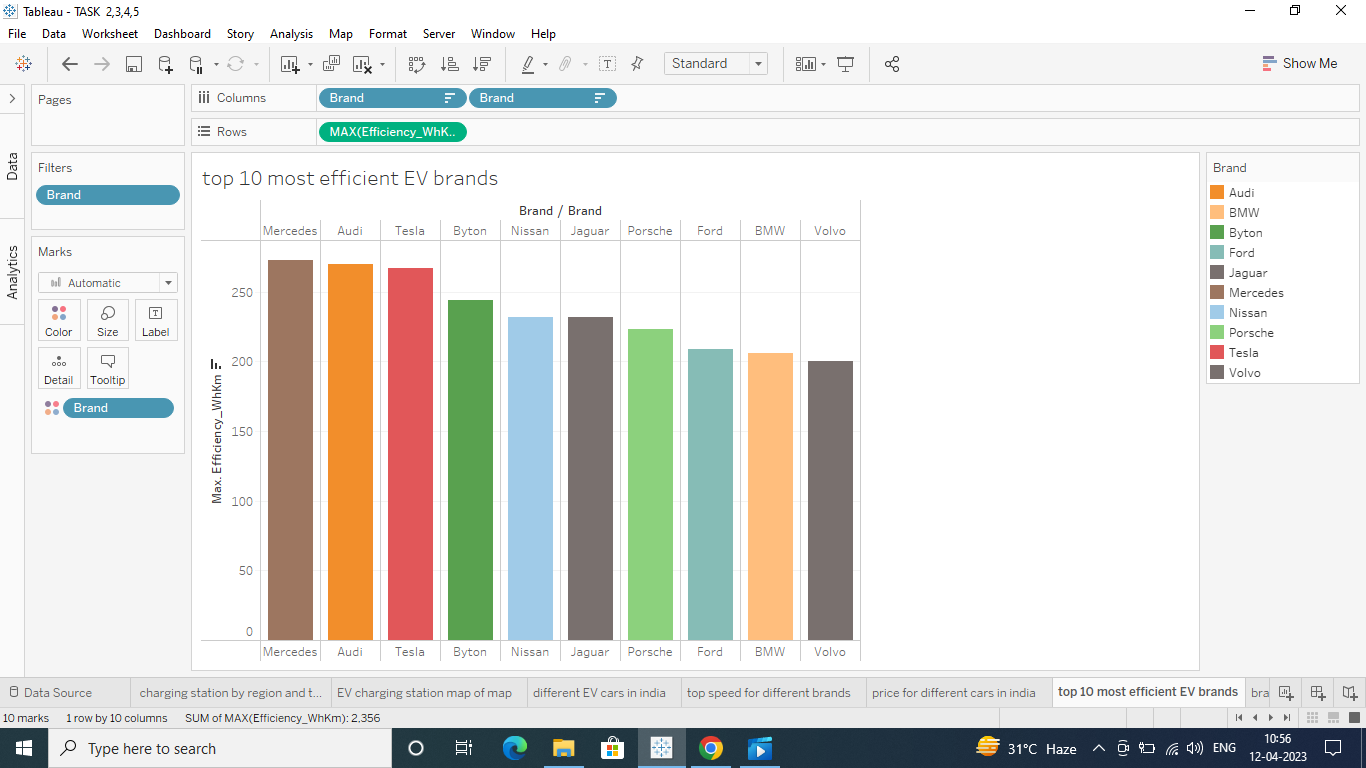 Tableau - TASK 2,3,4,5
File Data Worksheet Dashboard Story Analysis Map Format Server Window Help
Standard
Show Me
Pages
Columns
Brand
Brand
Rows
MAX(Efficiency_WhK..
Data
Analytics
Filters
Brand
Marks
Automatic
Color
Size
Label
Detail
Tooltip
Brand
top 10 most efficient EV brands
Brand / Brand
Mercedes Audi Tesla Byton Nissan Jaguar Porsche Ford BMW Volvo
Max. Efficiency_WhKm
250
200
150
100
50
0
Mercedes Audi Tesla Byton Nissan Jaguar Porsche Ford BMW Volvo
Brand
Audi
BMW
Byton
Ford
Jaguar
Mercedes
Nissan
Porsche
Tesla
Volvo
Data Source charging station by region and t... EV charging station map of map different EV cars in india top speed for different brands price for different cars in india top 10 most efficient EV brands bra
10 marks 1 row by 10 columns SUM of MAX(Efficiency_WhKm): 2,356
Type here to search
31°C Haze
ENG
10:56
12-04-2023